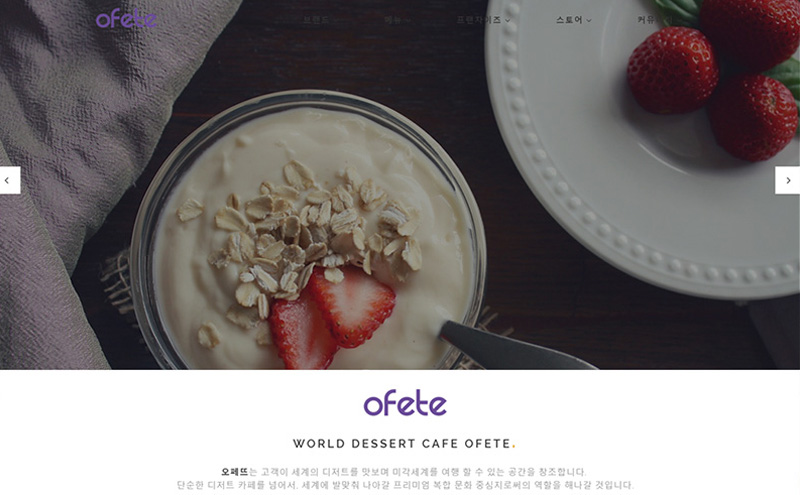 ofete
브랜드
메뉴
프랜차이즈
스토어
커뮤
ofete
WORLD DESSERT CAFE OFETE.
오페뜨는 고객이 세계의 디저트를 맛보며 미각세계를 여행 할 수 있는 공간을 창조합니다.
단순한 디저트 카페를 넘어서, 세계에 발맞춰 나아갈 프리미엄 복합 문화 중심지로써의 역할을 해나갈 것입니다.